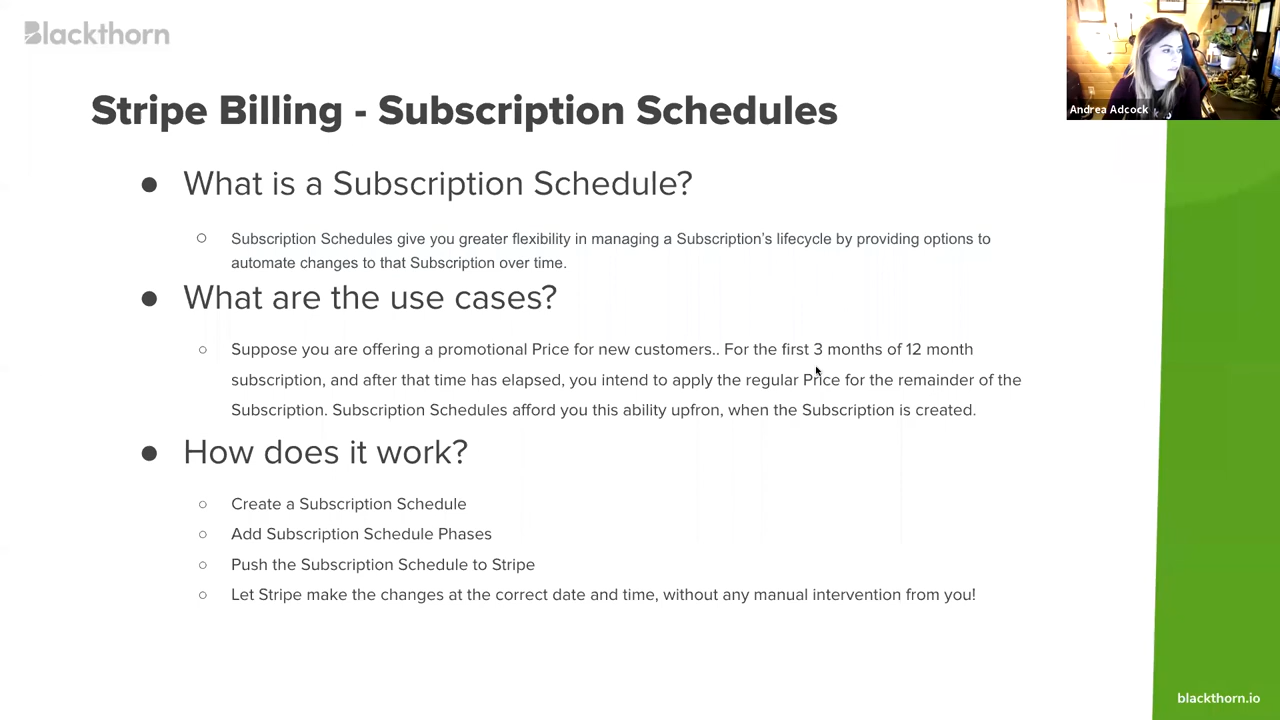 Blackthorn
Andrea Adcock
Stripe Billing - Subscription Schedules
● What is a Subscription Schedule?
○ Subscription Schedules give you greater flexibility in managing a Subscription’s lifecycle by providing options to
automate changes to that Subscription over time.
● What are the use cases?
○ Suppose you are offering a promotional Price for new customers.. For the first 3 months of 12 month
subscription, and after that time has elapsed, you intend to apply the regular Price for the remainder of the
Subscription. Subscription Schedules afford you this ability upfron, when the Subscription is created.
● How does it work?
○ Create a Subscription Schedule
○ Add Subscription Schedule Phases
○ Push the Subscription Schedule to Stripe
○ Let Stripe make the changes at the correct date and time, without any manual intervention from you!
blackthorn.io